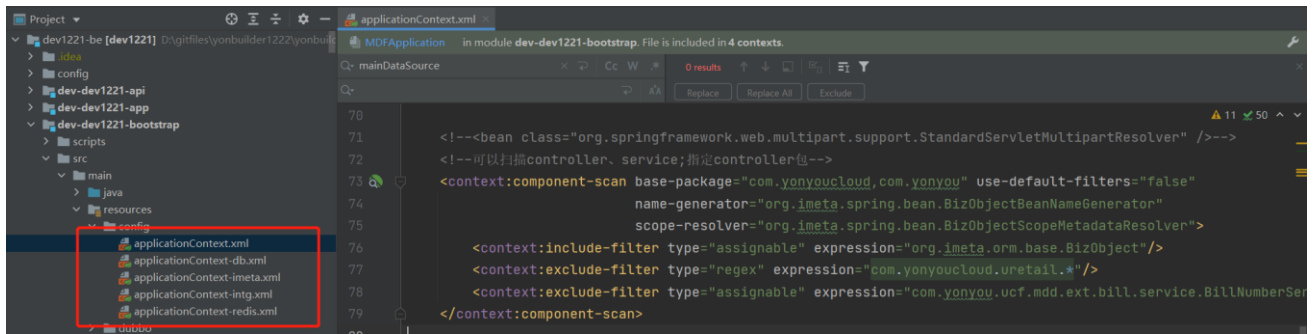 Project
dev1221-be [dev1221] D:\gitfiles\yonbuilder1222\yonbuild
.idea
config
dev-dev1221-api
dev-dev1221-app
dev-dev1221-bootstrap
scripts
src
main
java
resources
config
applicationContext.xml
applicationContext-db.xml
applicationContext-imeta.xml
applicationContext-intg.xml
applicationContext-redis.xml
dubbo
applicationContext.xml
MDFApplication in module dev-dev1221-bootstrap. File is included in 4 contexts.
mainDataSource Cc W .* 0 results
Replace Replace All Exclude
11 50
70
71 <!--<bean class="org.springframework.web.multipart.support.StandardServletMultipartResolver" />-->
72 <!--可以扫描controller、service;指定controller包-->
73 <context:component-scan base-package="com.yonyoucloud,com.yonyou" use-default-filters="false"
74 name-generator="org.imeta.spring.bean.BizObjectBeanNameGenerator"
75 scope-resolver="org.imeta.spring.bean.BizObjectScopeMetadataResolver">
76 <context:include-filter type="assignable" expression="org.imeta.orm.base.BizObject"/>
77 <context:exclude-filter type="regex" expression="com.yonyoucloud.uretail.*"/>
78 <context:exclude-filter type="assignable" expression="com.yonyou.ucf.mdd.ext.bill.service.BillNumberSer
79 </context:component-scan>